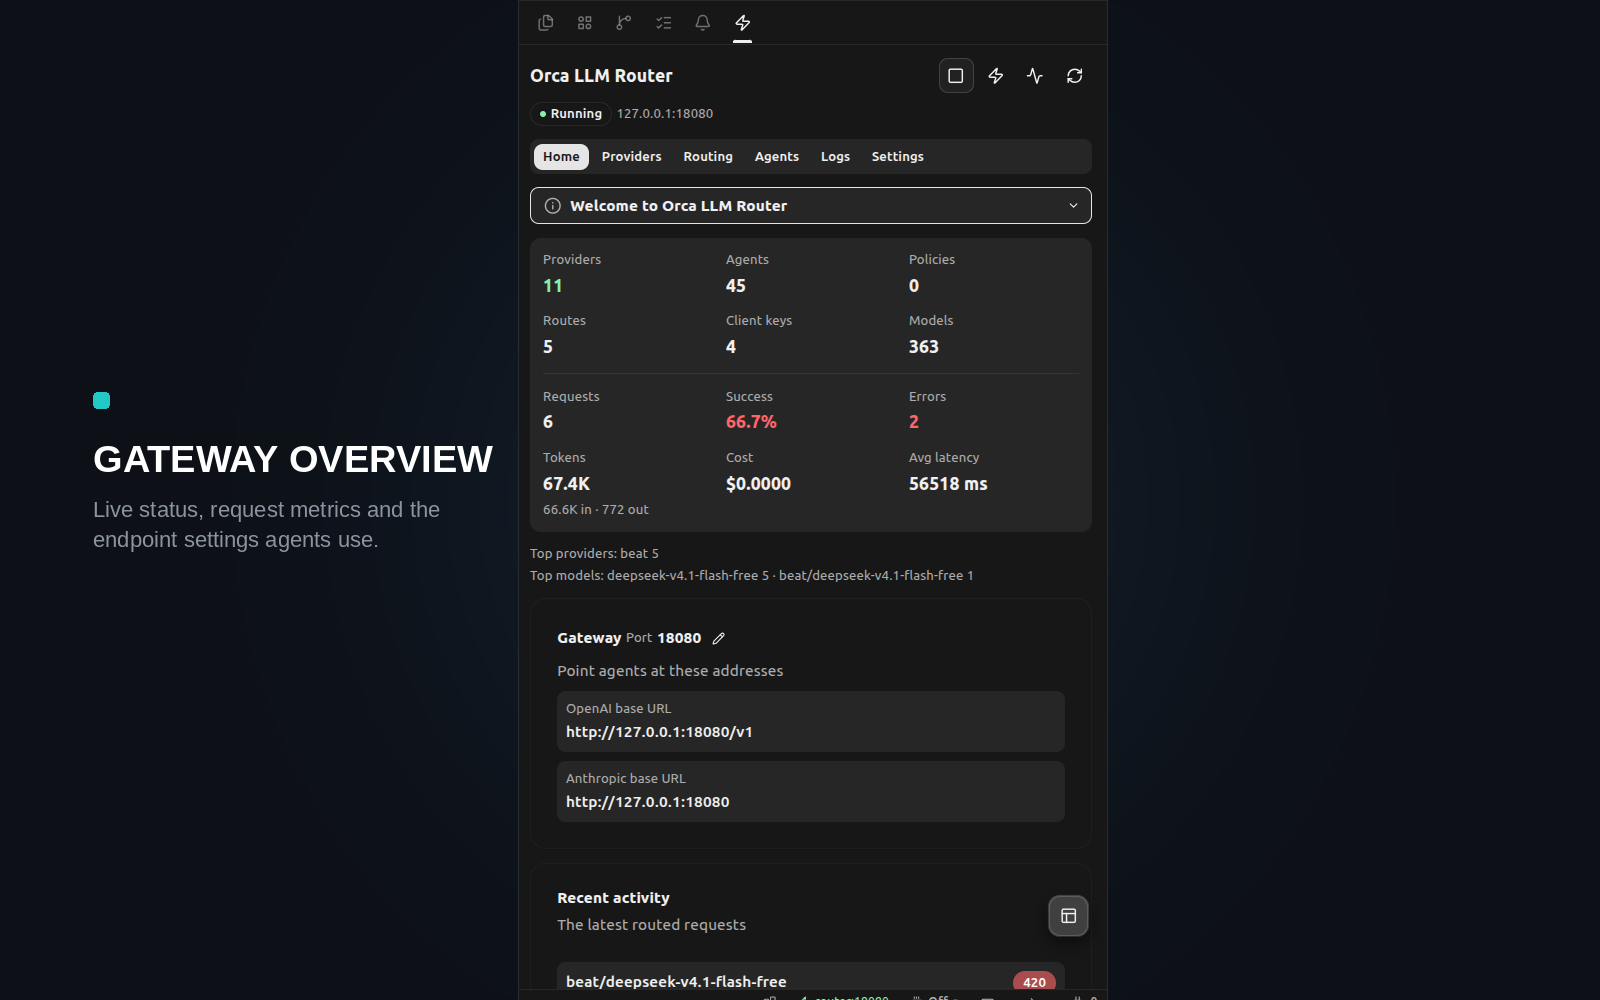 Orca LLM Router
Running 127.0.0.1:18080
Home Providers Routing Agents Logs Settings
Welcome to Orca LLM Router
Providers Agents Policies
11 45 0
Routes Client keys Models
5 4 363
Requests Success Errors
6 66.7% 2
Tokens Cost Avg latency
67.4K $0.0000 56518 ms
66.6K in · 772 out
Top providers: beat 5
Top models: deepseek-v4.1-flash-free 5 · beat/deepseek-v4.1-flash-free 1
Gateway Port 18080
Point agents at these addresses
OpenAI base URL
http://127.0.0.1:18080/v1
Anthropic base URL
http://127.0.0.1:18080
Recent activity
The latest routed requests
beat/deepseek-v4.1-flash-free 420
GATEWAY OVERVIEW
Live status, request metrics and the
endpoint settings agents use.